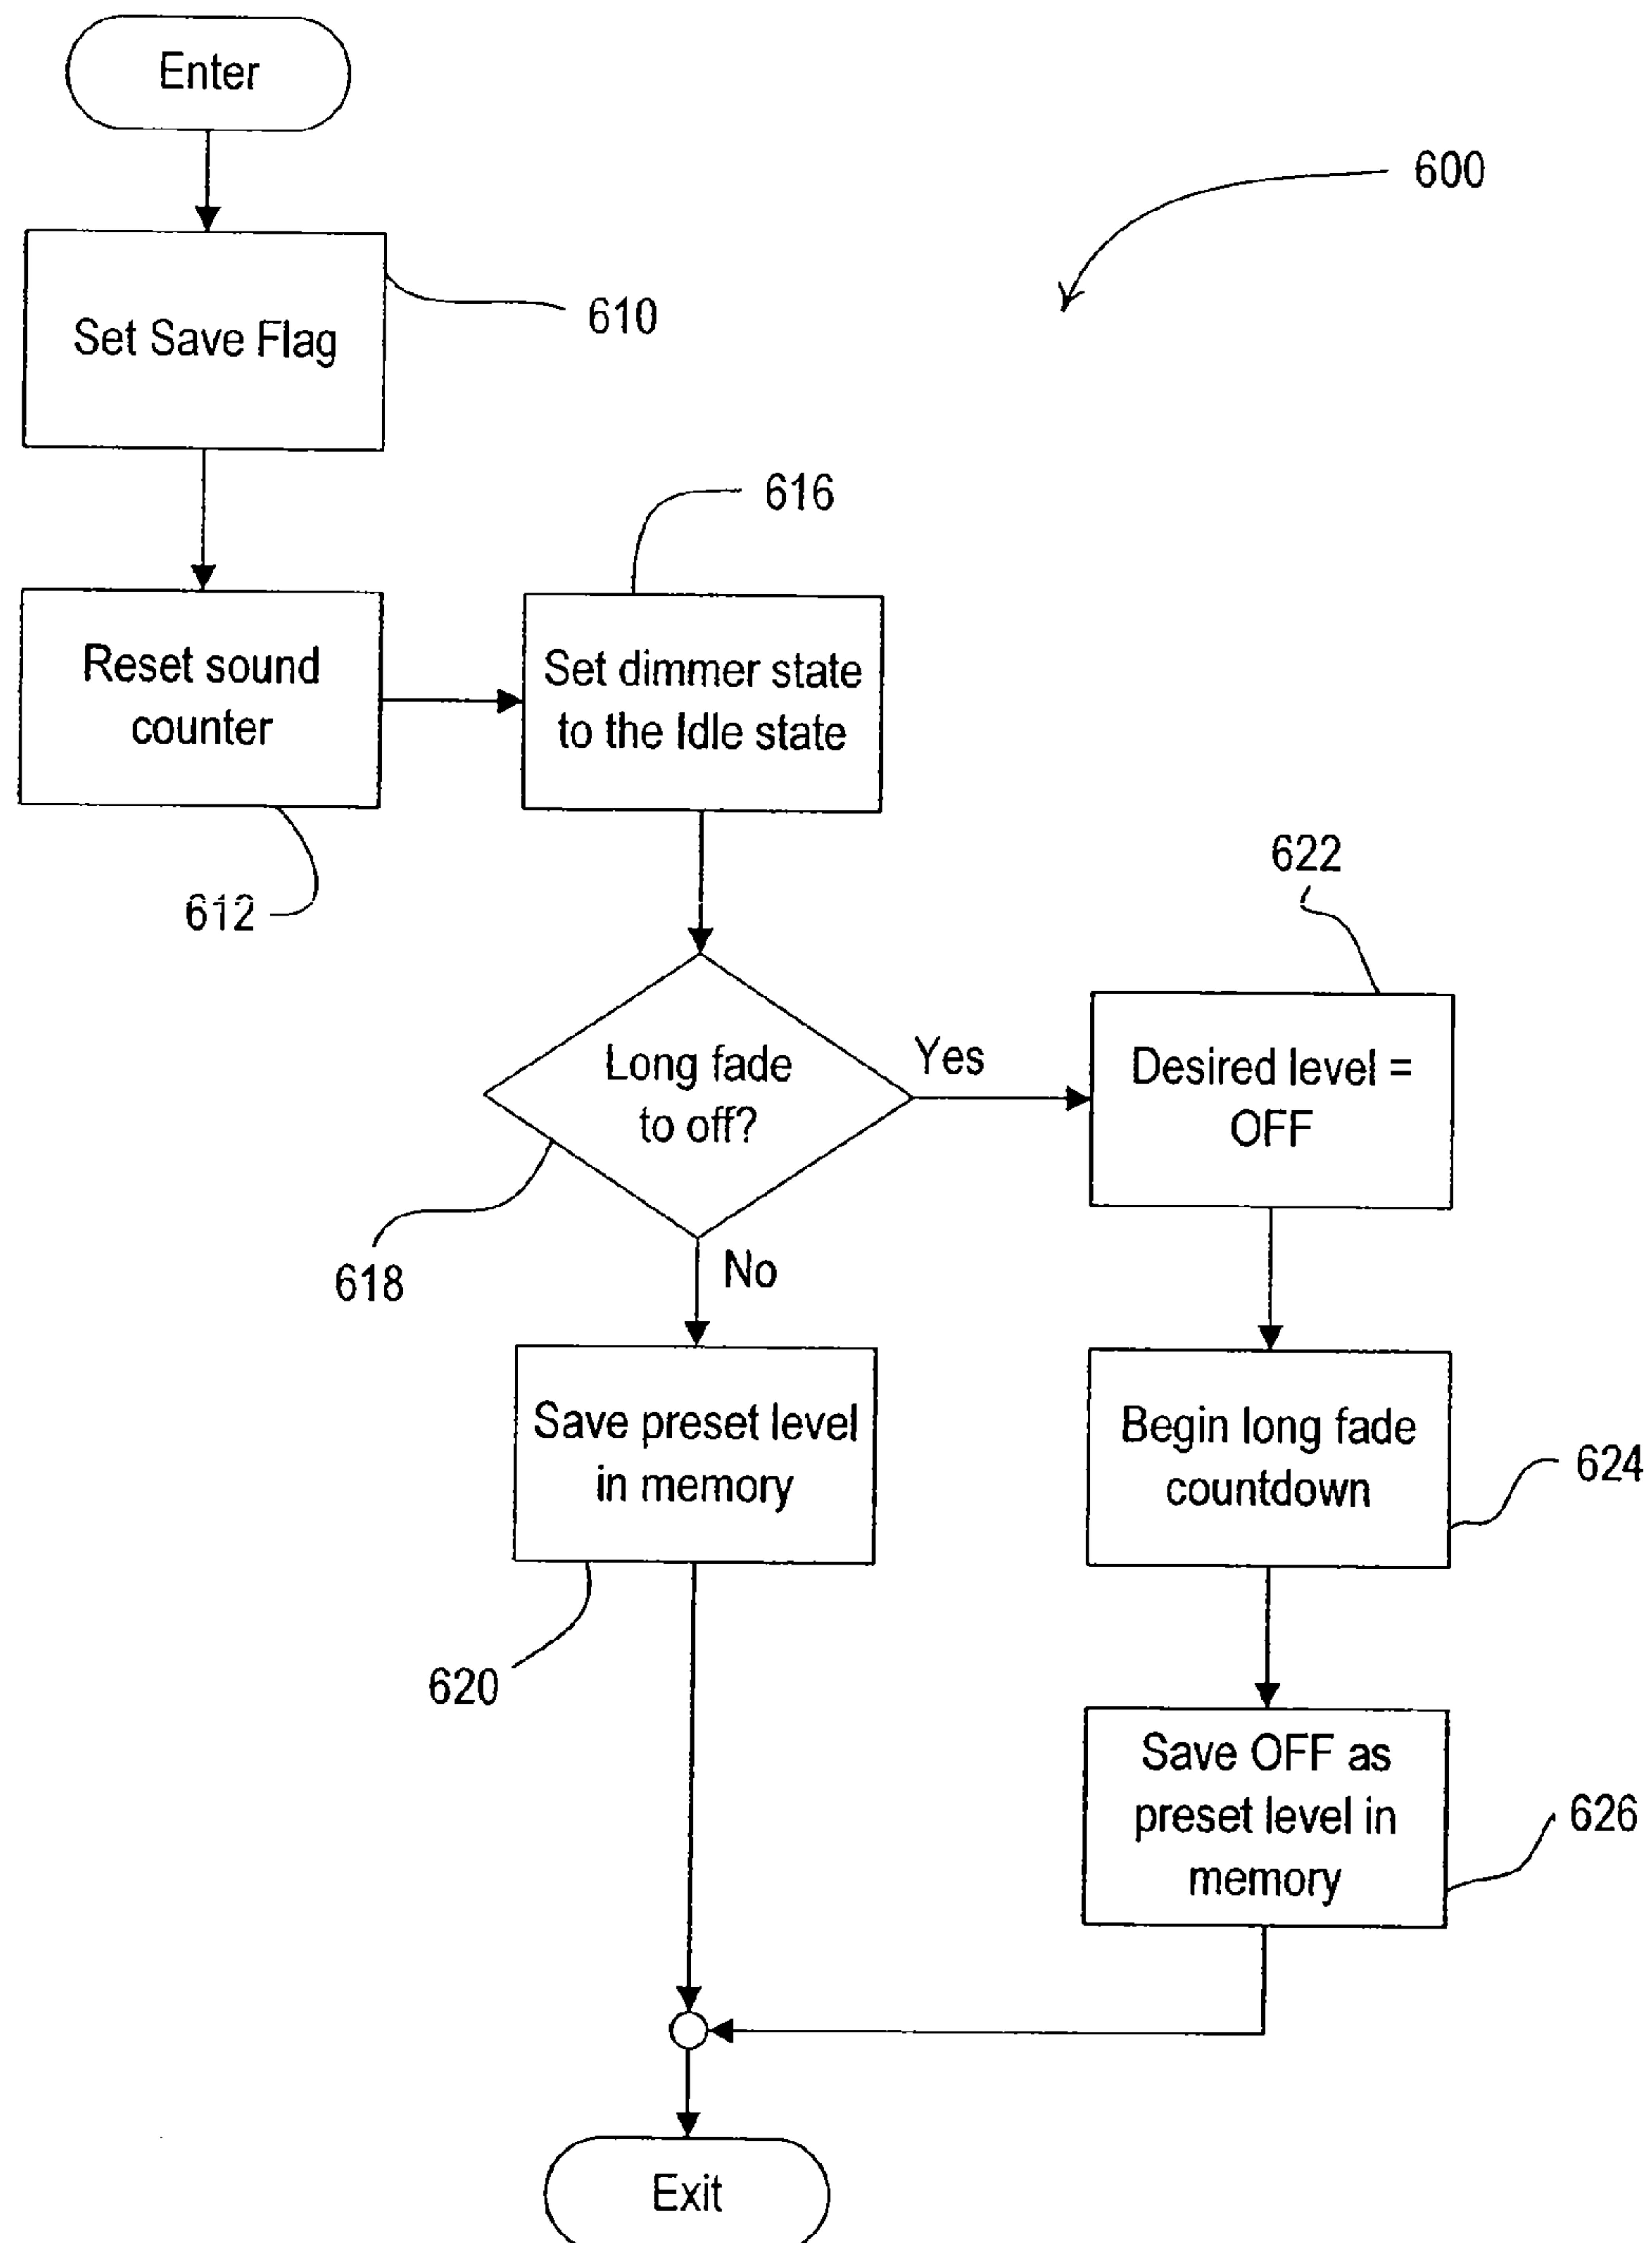 Enter
600
Set Save Flag
610
616
Reset sound
counter
Set dimmer state
to the Idle state
612
622
Long fade
to off?
Yes
Desired level =
OFF
618
No
Save preset level
in memory
Begin long fade
countdown
624
620
Save OFF as
preset level in
memory
626
Exit